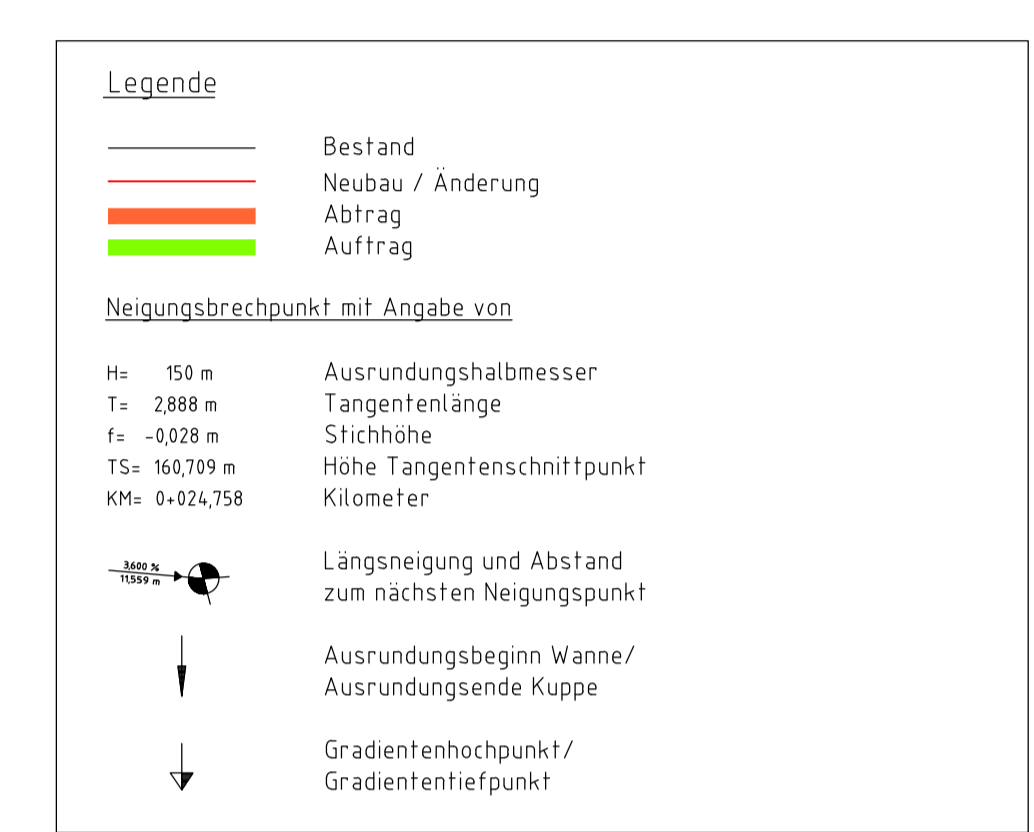 Legende
Bestand
Neubau / Änderung
Abtrag
Auftrag
Neigungsbrechpunkt mit Angabe von
H= 150 m Ausrundungshalbmesser
T= 2,888 m Tangentenlänge
f= -0,028 m Stichhöhe
TS= 160,709 m Höhe Tangentenschnittpunkt
KM= 0+024,758 Kilometer
3,600 %
11,559 m
Längsneigung und Abstand
zum nächsten Neigungspunkt
Ausrundungsbeginn Wanne/
Ausrundungsende Kuppe
Gradientenhochpunkt/
Gradiententiefpunkt